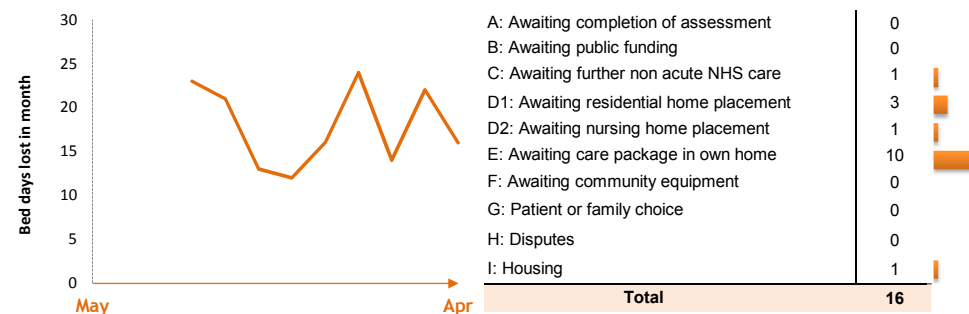 Bed days lost in month
30
25
20
15
10
5
0
May Apr
A: Awaiting completion of assessment 0
B: Awaiting public funding 0
C: Awaiting further non acute NHS care 1
D1: Awaiting residential home placement 3
D2: Awaiting nursing home placement 1
E: Awaiting care package in own home 10
F: Awaiting community equipment 0
G: Patient or family choice 0
H: Disputes 0
I: Housing 1
Total 16